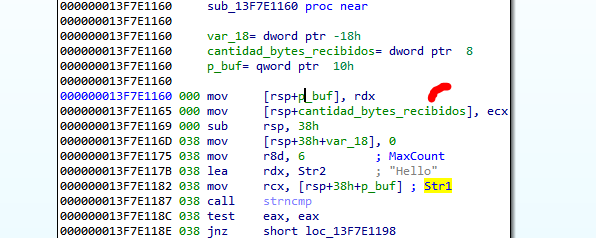 000000013F7E1160 sub_13F7E1160 proc near
000000013F7E1160
000000013F7E1160 var_18= dword ptr -18h
000000013F7E1160 cantidad_bytes_recibidos= dword ptr  8
000000013F7E1160 p_buf= qword ptr  10h
000000013F7E1160
000000013F7E1160 000 mov [rsp+p_buf], rdx
000000013F7E1165 000 mov [rsp+cantidad_bytes_recibidos], ecx
000000013F7E1169 000 sub rsp, 38h
000000013F7E116D 038 mov [rsp+38h+var_18], 0
000000013F7E1175 038 mov r8d, 6 ; MaxCount
000000013F7E117B 038 lea rdx, Str2 ; "Hello"
000000013F7E1182 038 mov rcx, [rsp+38h+p_buf] ; Str1
000000013F7E1187 038 call strncmp
000000013F7E118C 038 test eax, eax
000000013F7E118E 038 jnz short loc_13F7E1198